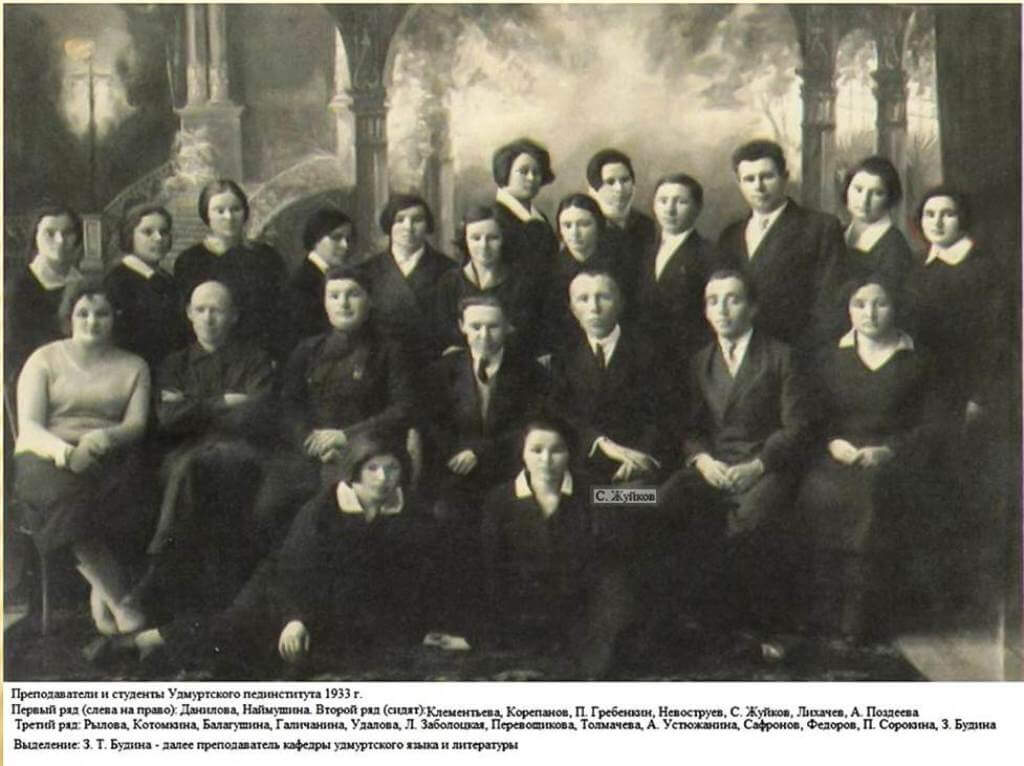 С. Жуйков
Преподаватели и студенты Удмуртского пединститута 1933 г.
Первый ряд (слева на право): Данилова, Наймушина. Второй ряд (сидят):Клементьева, Корепанов, П. Гребенкин, Невоструев, С. Жуйков, Лихачев, А. Поздеева
Третий ряд: Рылова, Котомкина, Балагушина, Галичанина, Удалова, Л. Заболоцкая, Перевощикова, Толмачева, А. Устюжанина, Сафронов, Федоров, П. Сорокина, З. Будина
Выделение: З. Т. Будина - далее преподаватель кафедры удмуртского языка и литературы